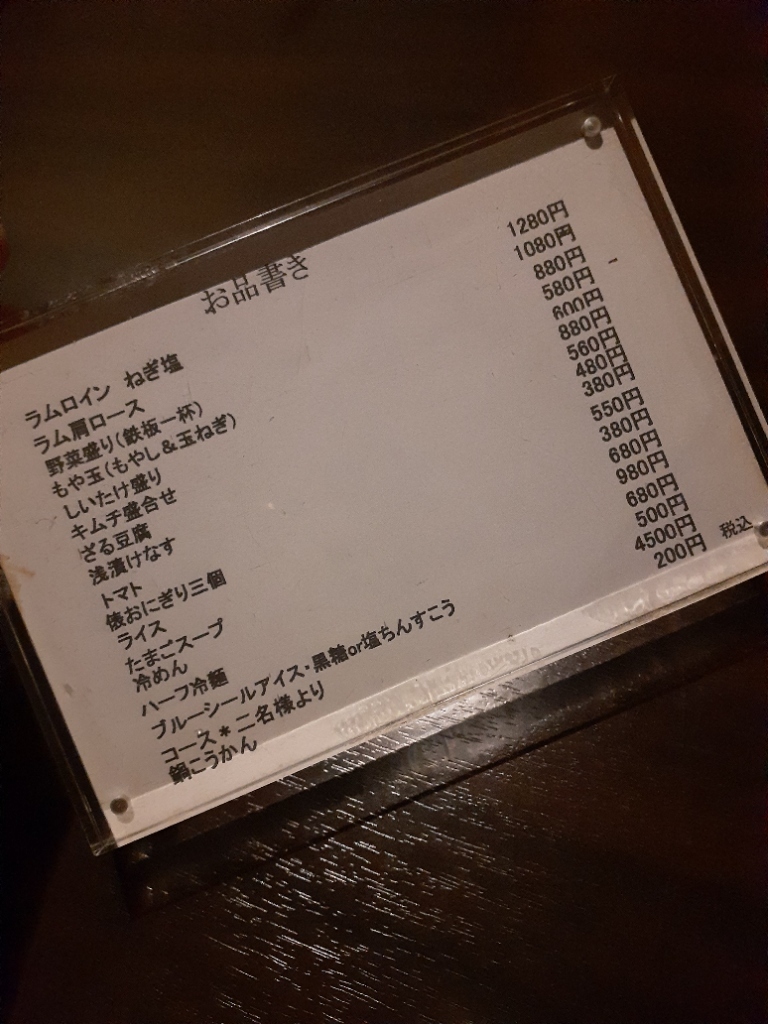 お品書き
ラムロイン ねぎ塩 1280円
ラム肩ロース 1080円
野菜盛り(鉄板一杯) 880円
もや玉(もやし&玉ねぎ) 580円
しいたけ盛り 600円
キムチ盛合せ 880円
ざる豆腐 560円
浅漬けなす 480円
トマト 380円
俵おにぎり三個 550円
ライス 380円
たまごスープ 680円
冷めん 980円
ハーフ冷麺 680円
ブルーシールアイス・黒糖or塩ちんすこう 500円
コース*二名様より 4500円
鍋こうかん 200円 税込